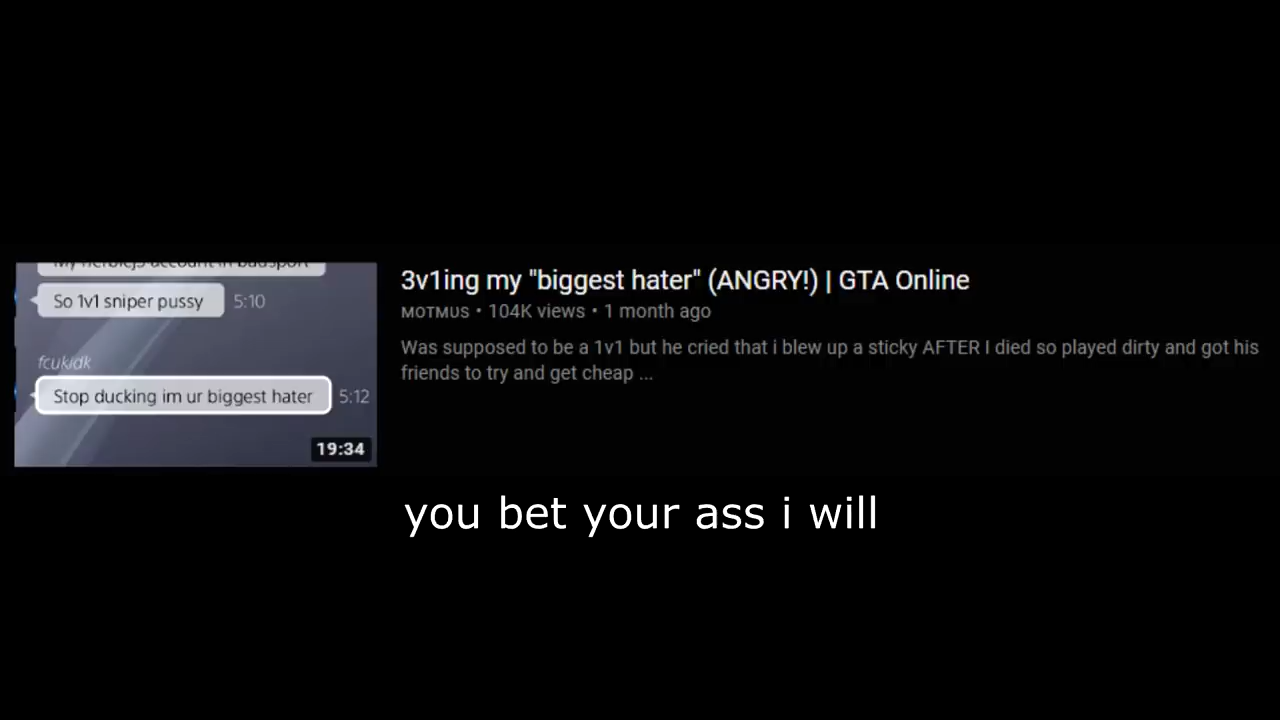 So 1v1 sniper pussy 5:10
fcukidk
Stop ducking im ur biggest hater 5:12
19:34
3v1ing my "biggest hater" (ANGRY!) | GTA Online
ᴍᴏᴛᴍᴜs • 104K views • 1 month ago
Was supposed to be a 1v1 but he cried that i blew up a sticky AFTER I died so played dirty and got his
friends to try and get cheap ...
you bet your ass i will